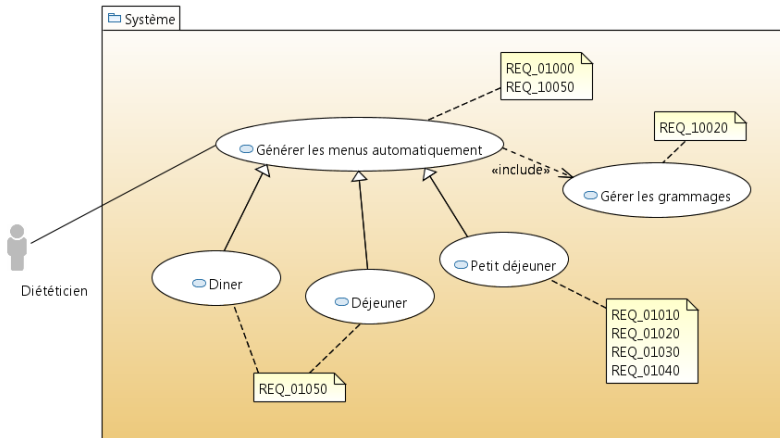 Système
REQ_01000
REQ_10050
REQ_10020
Générer les menus automatiquement
«include»
Gérer les grammages
Diététicien
Diner
Déjeuner
Petit déjeuner
REQ_01010
REQ_01020
REQ_01030
REQ_01040
REQ_01050